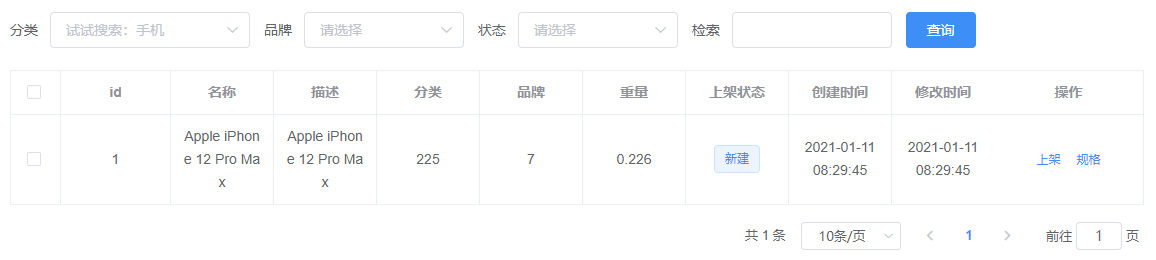 分类 试试搜索：手机 品牌 请选择 状态 请选择 检索 查询
id 名称 描述 分类 品牌 重量 上架状态 创建时间 修改时间 操作
1 Apple iPhon
e 12 Pro Ma
x Apple iPhon
e 12 Pro Ma
x 225 7 0.226 新建 2021-01-11
08:29:45 2021-01-11
08:29:45 上架 规格
共 1 条 10条/页 1 前往 1 页